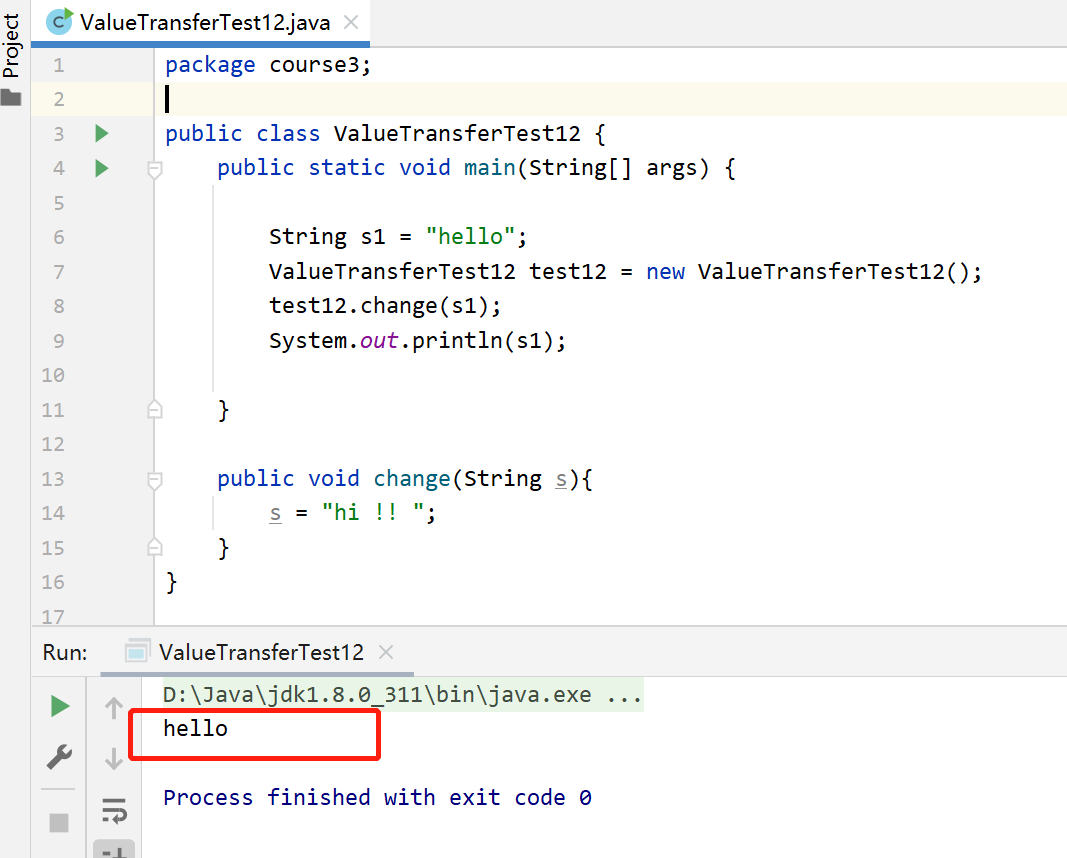 Project
ValueTransferTest12.java
1 package course3;
2
3 public class ValueTransferTest12 {
4 public static void main(String[] args) {
5
6 String s1 = "hello";
7 ValueTransferTest12 test12 = new ValueTransferTest12();
8 test12.change(s1);
9 System.out.println(s1);
10
11 }
12
13 public void change(String s){
14 s = "hi !! ";
15 }
16 }
17
Run: ValueTransferTest12
D:\Java\jdk1.8.0_311\bin\java.exe ...
hello
Process finished with exit code 0